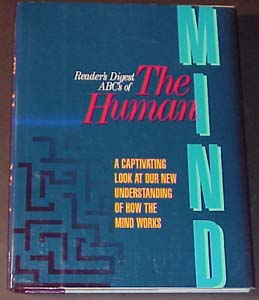 Reader's Digest
ABC's of
The
Human
MIND
A CAPTIVATING
LOOK AT OUR NEW
UNDERSTANDING
OF HOW THE
MIND WORKS